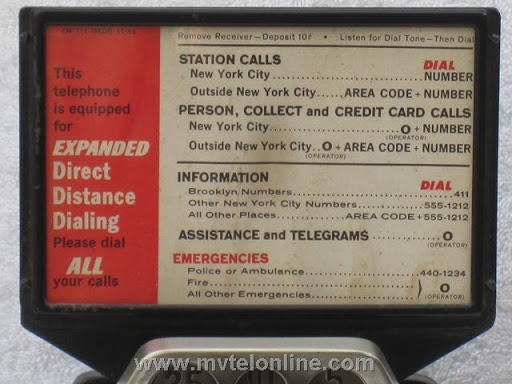 This
telephone
is equipped
for
EXPANDED
Direct
Distance
Dialing
Please dial
ALL
your calls
Remove Receiver—Deposit 10¢ • Listen for Dial Tone—Then Dial
STATION CALLS DIAL
New York City NUMBER
Outside New York City AREA CODE + NUMBER
PERSON, COLLECT and CREDIT CARD CALLS
New York City O + NUMBER
(OPERATOR)
Outside New York City O + AREA CODE + NUMBER
(OPERATOR)
INFORMATION DIAL
Brooklyn Numbers 411
Other New York City Numbers 555-1212
All Other Places AREA CODE + 555-1212
ASSISTANCE and TELEGRAMS O
(OPERATOR)
EMERGENCIES
Police or Ambulance 440-1234
Fire
All Other Emergencies } O
(OPERATOR)
www.mvtelonline.com
25 10 5